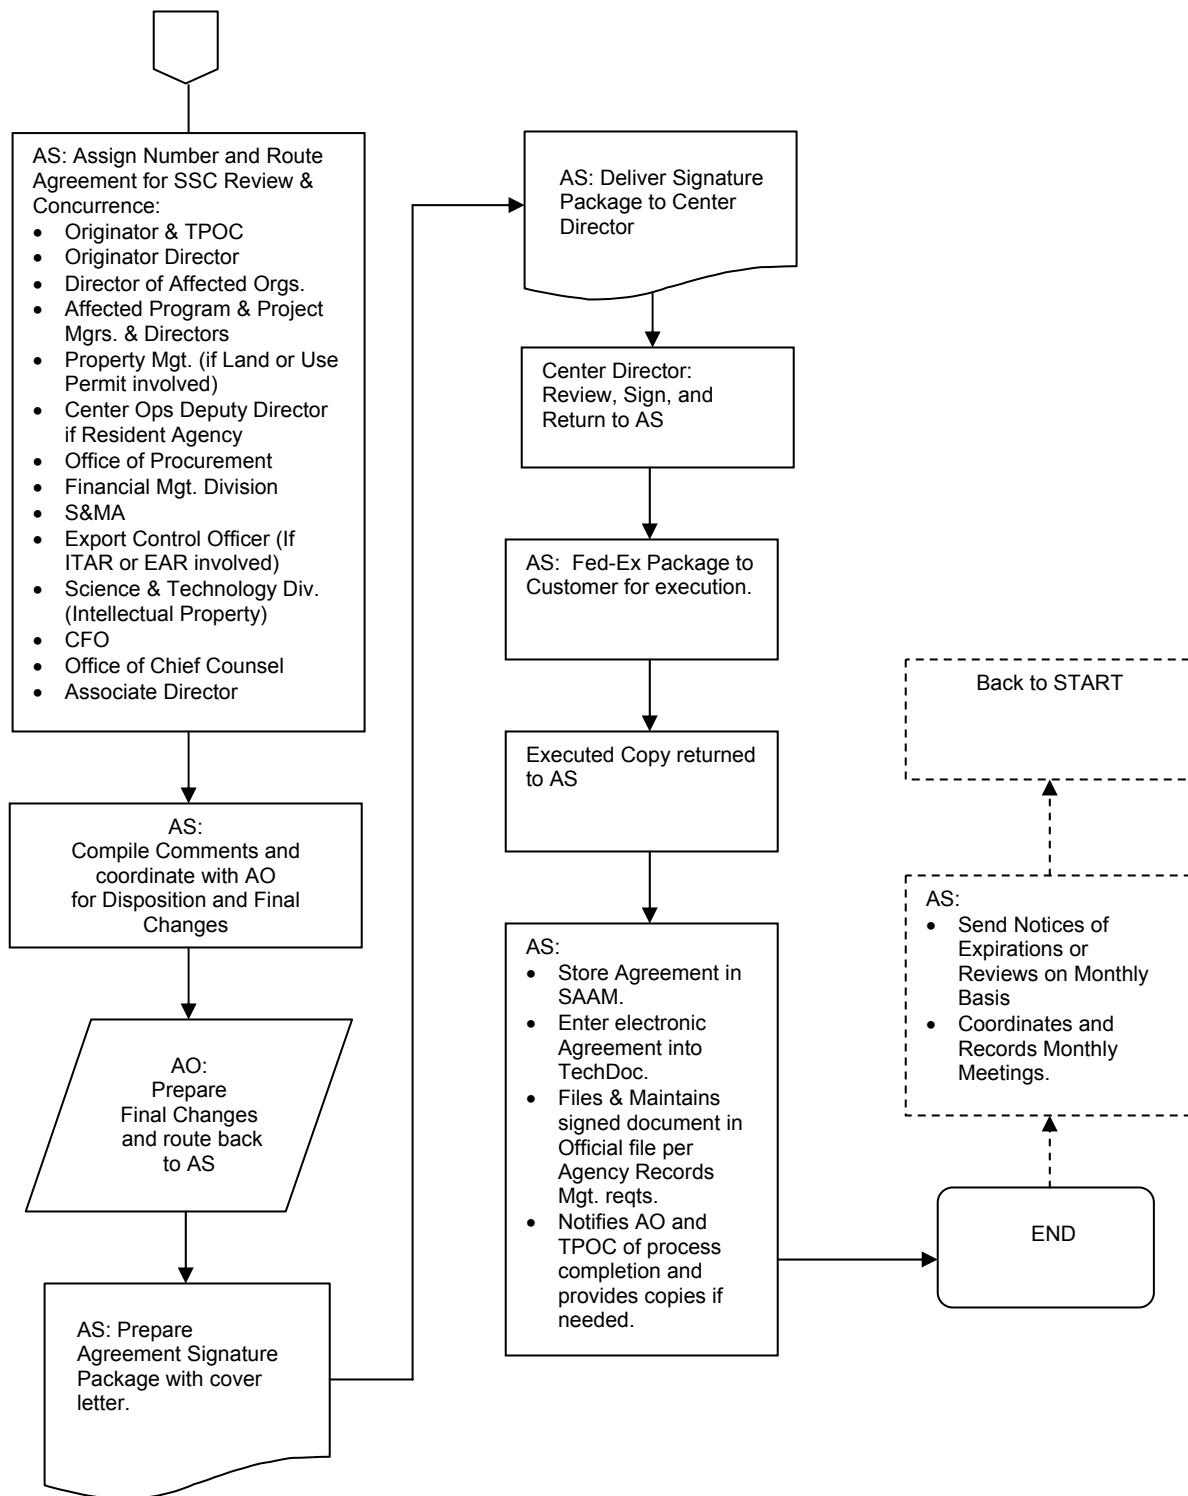 AS: Assign Number and Route
Agreement for SSC Review &
Concurrence:
• Originator & TPOC
• Originator Director
• Director of Affected Orgs.
• Affected Program & Project
Mgrs. & Directors
• Property Mgt. (if Land or Use
Permit involved)
• Center Ops Deputy Director
if Resident Agency
• Office of Procurement
• Financial Mgt. Division
• S&MA
• Export Control Officer (If
ITAR or EAR involved)
• Science & Technology Div.
(Intellectual Property)
• CFO
• Office of Chief Counsel
• Associate Director
AS:
Compile Comments and
coordinate with AO
for Disposition and Final
Changes
AO:
Prepare
Final Changes
and route back
to AS
AS: Prepare
Agreement Signature
Package with cover
letter.
AS: Deliver Signature
Package to Center
Director
Center Director:
Review, Sign, and
Return to AS
AS:  Fed-Ex Package to
Customer for execution.
Executed Copy returned
to AS
AS:
• Store Agreement in
SAAM.
• Enter electronic
Agreement into
TechDoc.
• Files & Maintains
signed document in
Official file per
Agency Records
Mgt. reqts.
• Notifies AO and
TPOC of process
completion and
provides copies if
needed.
END
AS:
• Send Notices of
Expirations or
Reviews on Monthly
Basis
• Coordinates and
Records Monthly
Meetings.
Back to START